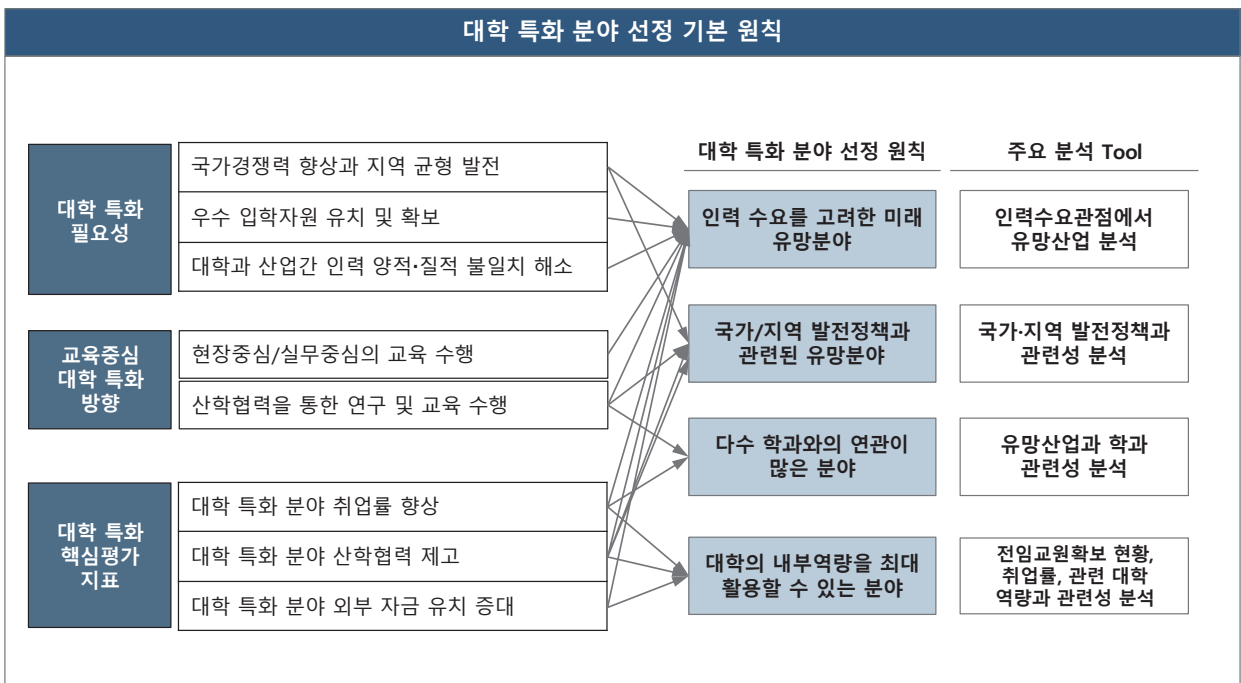 대학 특화 분야 선정 기본 원칙
대학 특화
필요성
국가경쟁력 향상과 지역 균형 발전
우수 입학자원 유치 및 확보
대학과 산업간 인력 양적·질적 불일치 해소
교육중심
대학 특화
방향
현장중심/실무중심의 교육 수행
산학협력을 통한 연구 및 교육 수행
대학 특화
핵심평가
지표
대학 특화 분야 취업률 향상
대학 특화 분야 산학협력 제고
대학 특화 분야 외부 자금 유치 증대
대학 특화 분야 선정 원칙
인력 수요를 고려한 미래
유망분야
국가/지역 발전정책과
관련된 유망분야
다수 학과와의 연관이
많은 분야
대학의 내부역량을 최대
활용할 수 있는 분야
주요 분석 Tool
인력수요관점에서
유망산업 분석
국가·지역 발전정책과
관련성 분석
유망산업과 학과
관련성 분석
전임교원확보 현황,
취업률, 관련 대학
역량과 관련성 분석